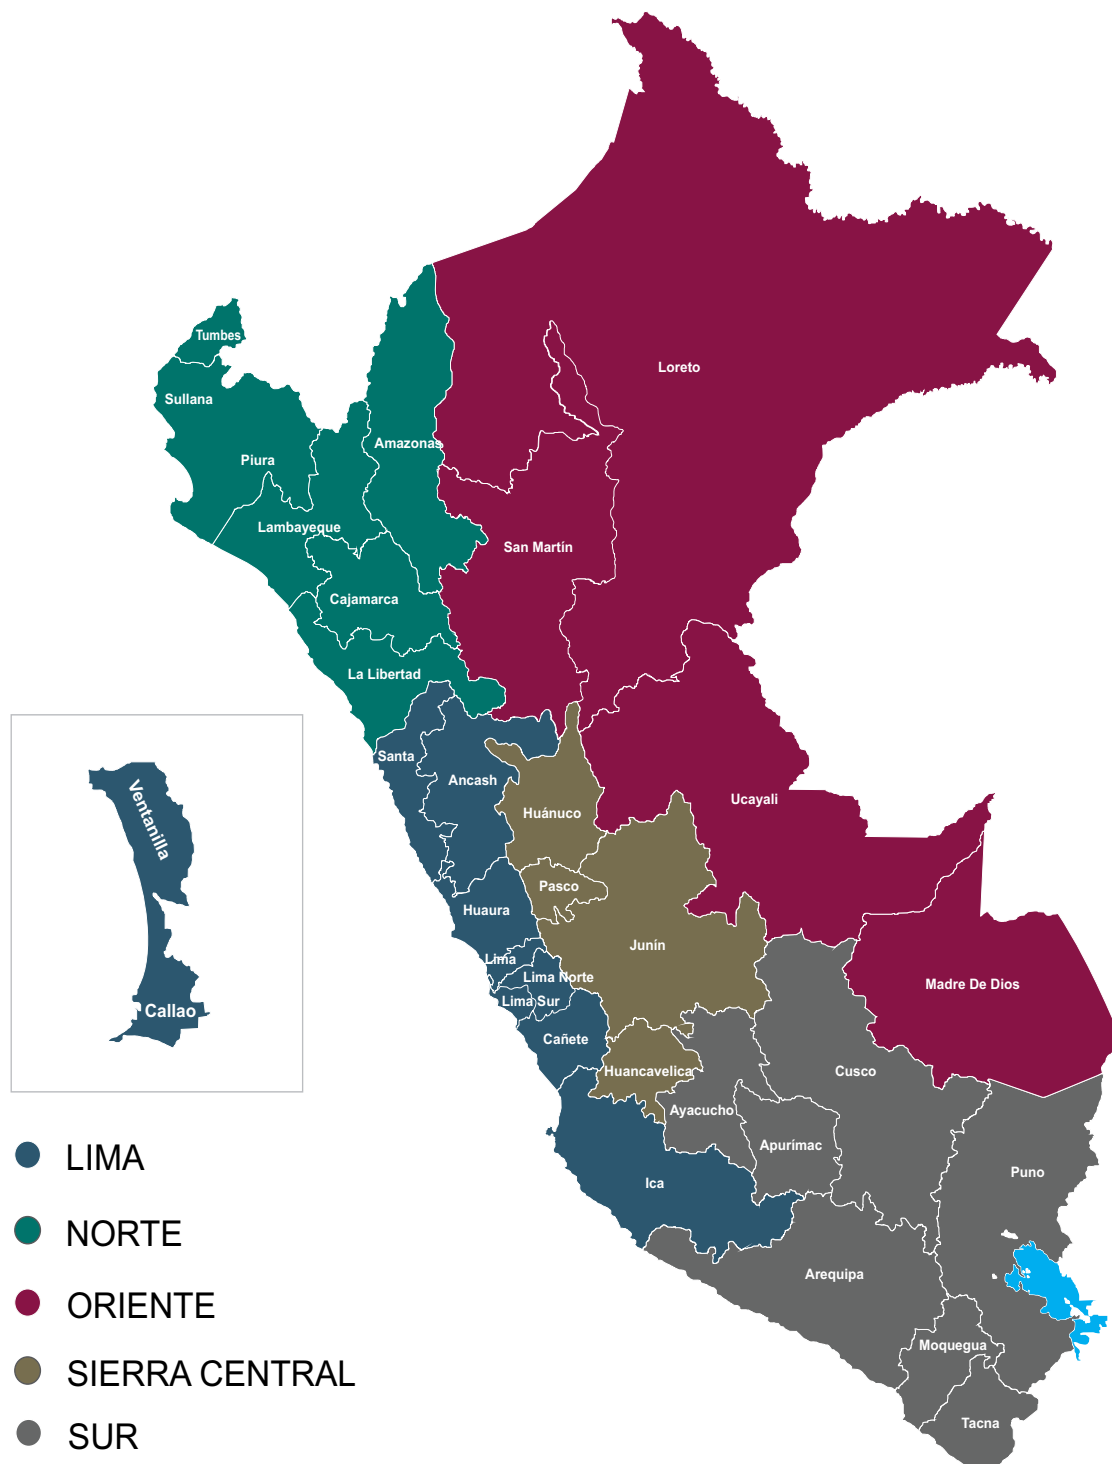 Tumbes
Loreto
Sullana
Amazonas
Piura
Lambayeque
San Martín
Cajamarca
La Libertad
Santa
Ancash
Ucayali
Huánuco
Ventanilla
Pasco
Huaura
Junín
Lima
Lima Norte
Madre De Dios
Lima Sur
Callao
Cañete
Huancavelica
Cusco
Ayacucho
Apurímac
Puno
Ica
Arequipa
Moquegua
Tacna
LIMA
NORTE
ORIENTE
SIERRA CENTRAL
SUR